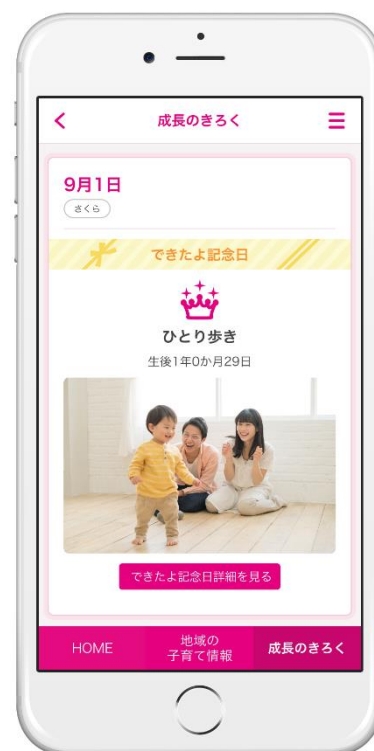 成長のきろく
9月1日
さくら
できたよ記念日
ひとり歩き
生後1年0か月29日
できたよ記念日詳細を見る
HOME
地域の
子育て情報
成長のきろく